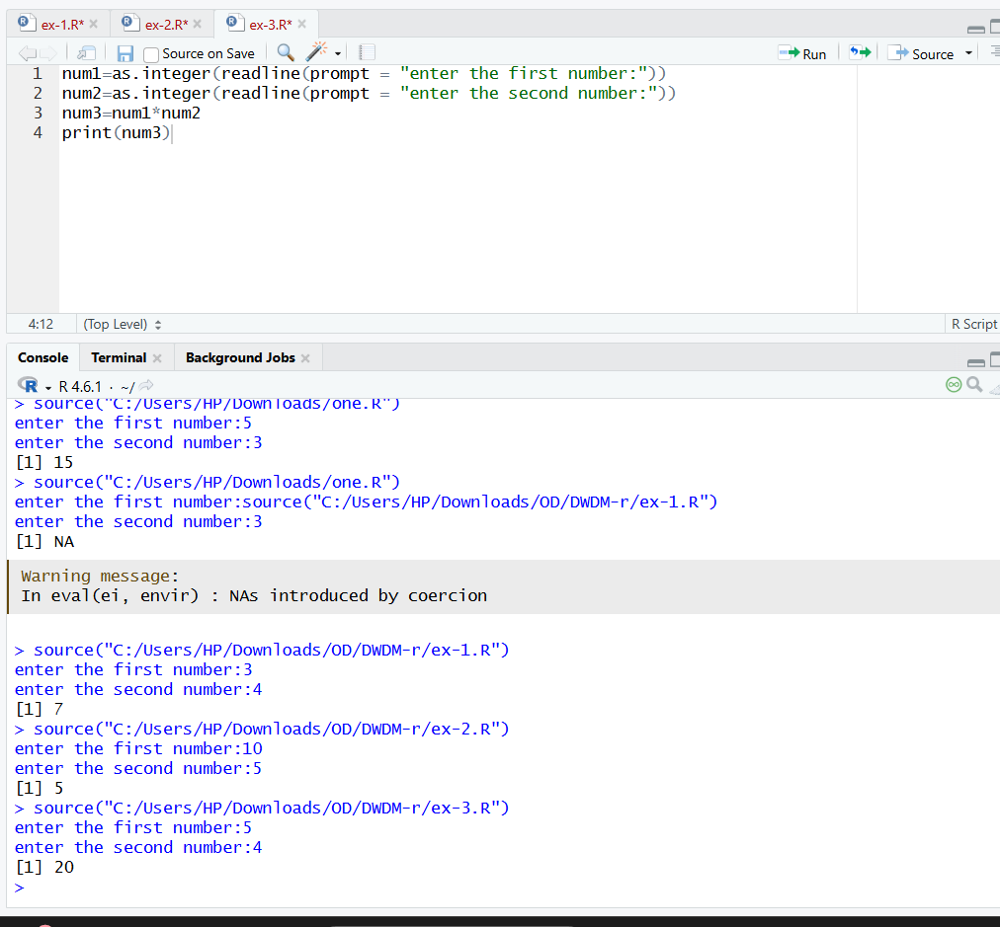 ex-1.R* ex-2.R* ex-3.R*
Source on Save Run Source
1 num1=as.integer(readline(prompt = "enter the first number:"))
2 num2=as.integer(readline(prompt = "enter the second number:"))
3 num3=num1*num2
4 print(num3)
4:12 (Top Level) R Script
Console Terminal Background Jobs
R R 4.6.1 · ~/
> source("C:/Users/HP/Downloads/one.R")
enter the first number:5
enter the second number:3
[1] 15
> source("C:/Users/HP/Downloads/one.R")
enter the first number:source("C:/Users/HP/Downloads/OD/DWDM-r/ex-1.R")
enter the second number:3
[1] NA
Warning message:
In eval(ei, envir) : NAs introduced by coercion
> source("C:/Users/HP/Downloads/OD/DWDM-r/ex-1.R")
enter the first number:3
enter the second number:4
[1] 7
> source("C:/Users/HP/Downloads/OD/DWDM-r/ex-2.R")
enter the first number:10
enter the second number:5
[1] 5
> source("C:/Users/HP/Downloads/OD/DWDM-r/ex-3.R")
enter the first number:5
enter the second number:4
[1] 20
>